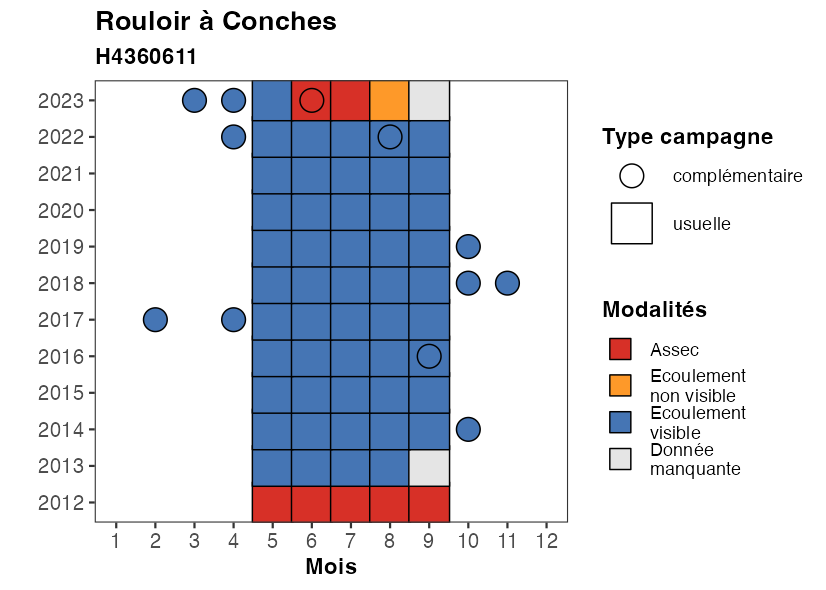 Rouloir à Conches
H4360611
2023
2022
2021
2020
2019
2018
2017
2016
2015
2014
2013
2012
1 2 3 4 5 6 7 8 9 10 11 12
Mois
Type campagne
complémentaire
usuelle
Modalités
Assec
Ecoulement
non visible
Ecoulement
visible
Donnée
manquante